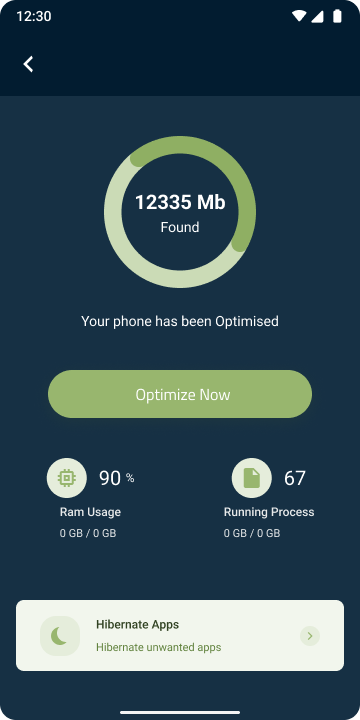 12:30
12335 Mb
Found
Your phone has been Optimised
Optimize Now
90 %
Ram Usage
0 GB / 0 GB
67
Running Process
0 GB / 0 GB
Hibernate Apps
Hibernate unwanted apps